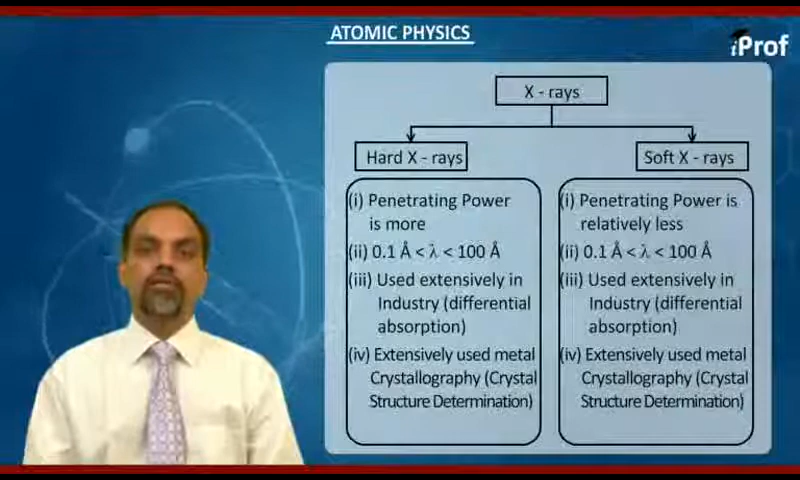 ATOMIC PHYSICS
iProf
X - rays
Hard X - rays
Soft X - rays
(i) Penetrating Power
is more
(ii) 0.1 Å < λ < 100 Å
(iii) Used extensively in
Industry (differential
absorption)
(iv) Extensively used metal
Crystallography (Crystal
Structure Determination)
(i) Penetrating Power is
relatively less
(ii) 0.1 Å < λ < 100 Å
(iii) Used extensively in
Industry (differential
absorption)
(iv) Extensively used metal
Crystallography (Crystal
Structure Determination)